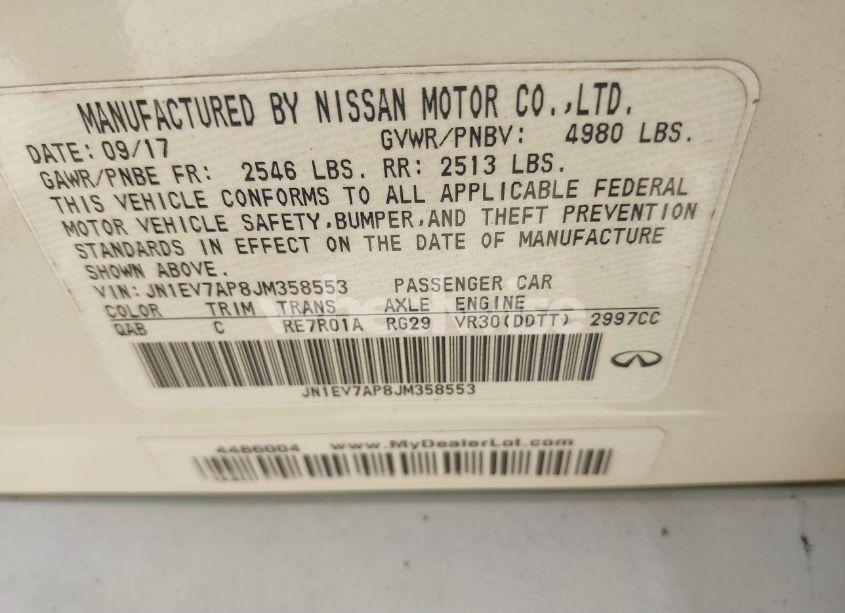 MANUFACTURED BY NISSAN MOTOR CO.,LTD.
DATE: 09/17 GVWR/PNBV: 4980 LBS.
GAWR/PNBE FR: 2546 LBS. RR: 2513 LBS.
THIS VEHICLE CONFORMS TO ALL APPLICABLE FEDERAL
MOTOR VEHICLE SAFETY,BUMPER,AND THEFT PREVENTION
STANDARDS IN EFFECT ON THE DATE OF MANUFACTURE
SHOWN ABOVE.
VIN: JN1EV7AP8JM358553 PASSENGER CAR
COLOR TRIM TRANS AXLE ENGINE
QAB C RE7R01A RG29 VR30(DDTT) 2997CC
JN1EV7AP8JM358553
4466004 www.MyDealerLot.com